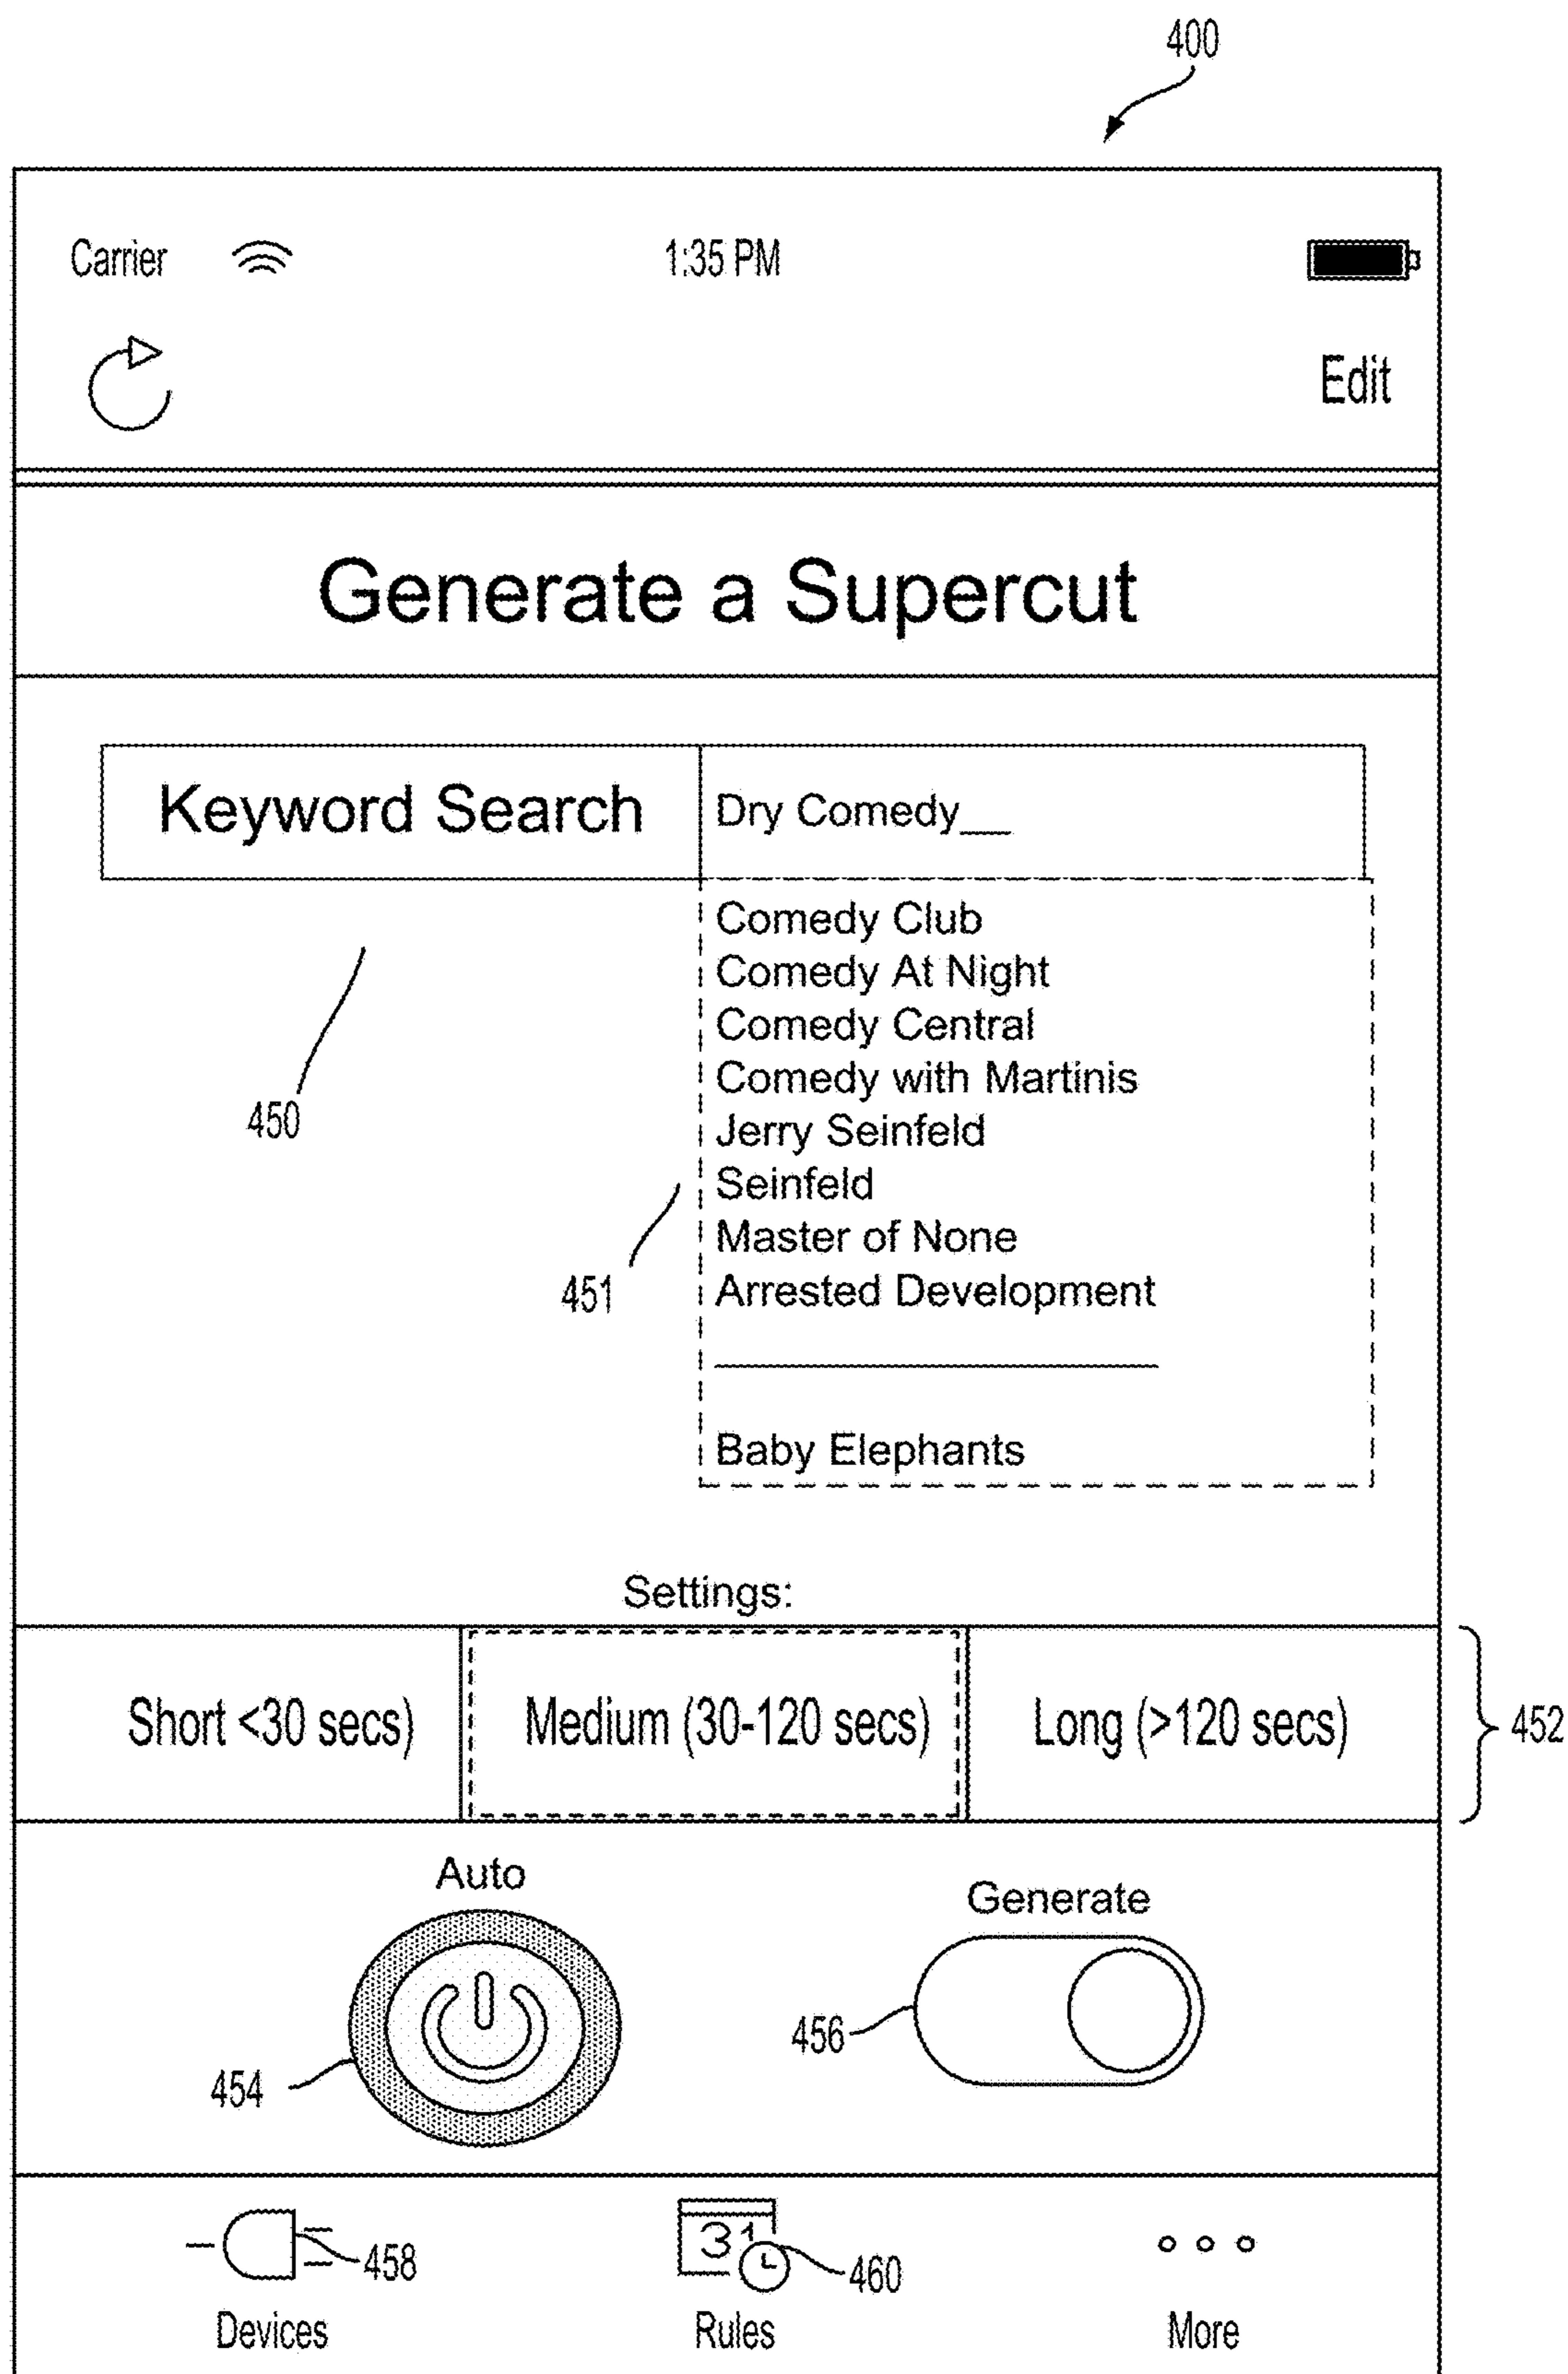 400
Carrier 1:35 PM
Edit
Generate a Supercut
Keyword Search Dry Comedy__
Comedy Club
Comedy At Night
Comedy Central
Comedy with Martinis
450
Jerry Seinfeld
Seinfeld
Master of None
451
Arrested Development
Baby Elephants
Settings:
Short <30 secs) Medium (30-120 secs) Long (>120 secs) 452
Auto Generate
456
454
31
458 460
Devices Rules More